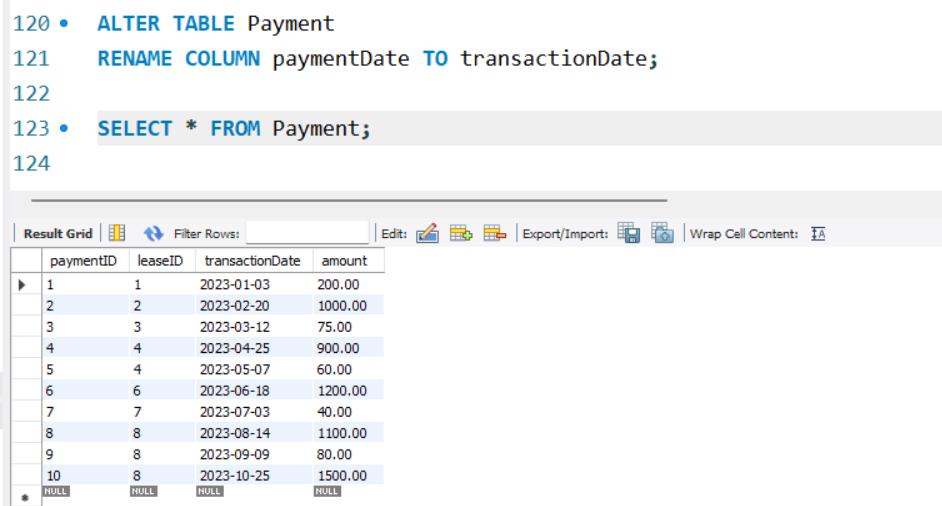 120 ALTER TABLE Payment
121 RENAME COLUMN paymentDate TO transactionDate;
122
123 SELECT * FROM Payment;
124
Result Grid Filter Rows: Edit: Export/Import: Wrap Cell Content: IA
paymentID leaseID transactionDate amount
1 1 2023-01-03 200.00
2 2 2023-02-20 1000.00
3 3 2023-03-12 75.00
4 4 2023-04-25 900.00
5 4 2023-05-07 60.00
6 6 2023-06-18 1200.00
7 7 2023-07-03 40.00
8 8 2023-08-14 1100.00
9 8 2023-09-09 80.00
10 8 2023-10-25 1500.00
NULL NULL NULL NULL